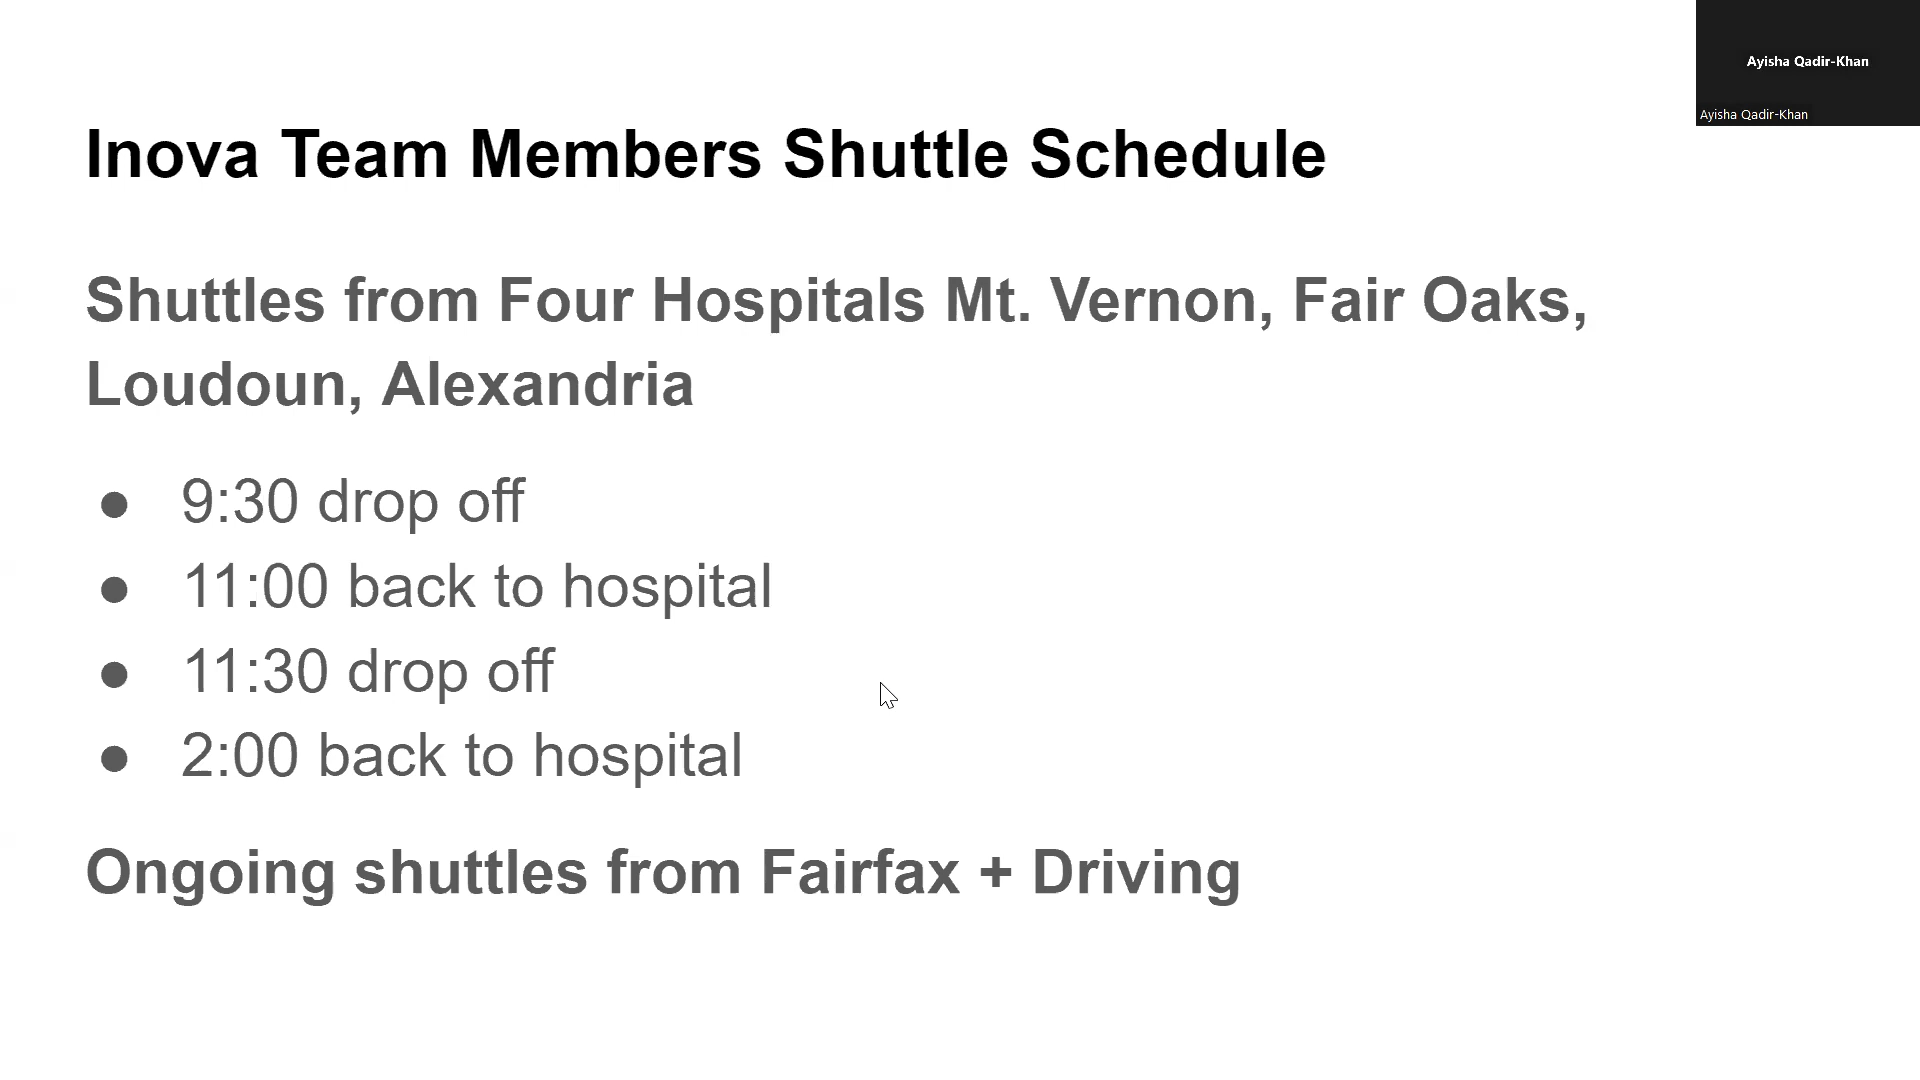 Ayisha Qadir-Khan
Ayisha Qadir-Khan
Inova Team Members Shuttle Schedule
Shuttles from Four Hospitals Mt. Vernon, Fair Oaks,
Loudoun, Alexandria
● 9:30 drop off
● 11:00 back to hospital
● 11:30 drop off
● 2:00 back to hospital
Ongoing shuttles from Fairfax + Driving